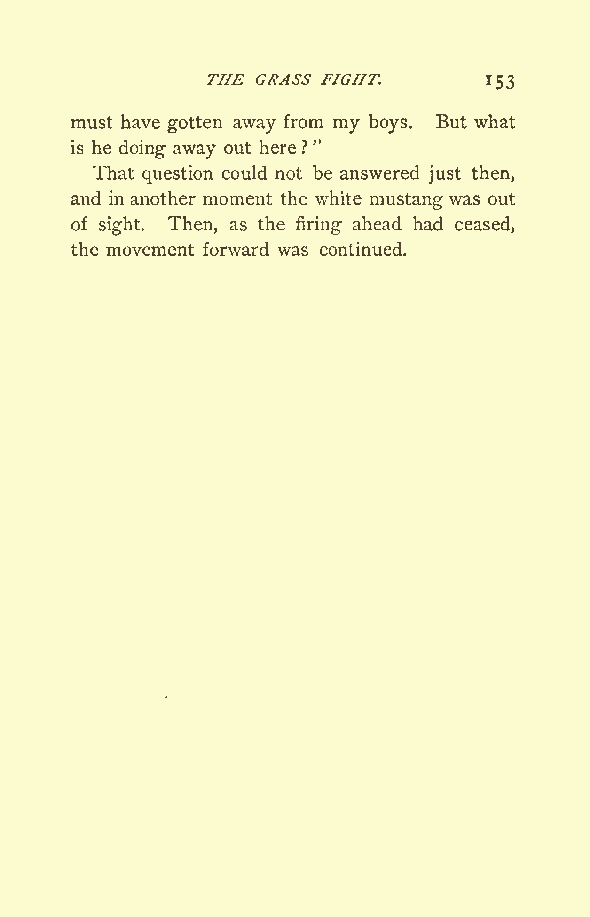 THE GRASS FIGHT. 153
must have gotten away from my boys. But what
is he doing away out here?"
That question could not be answered just then,
and in another moment the white mustang was out
of sight. Then, as the firing ahead had ceased,
the movement forward was continued.